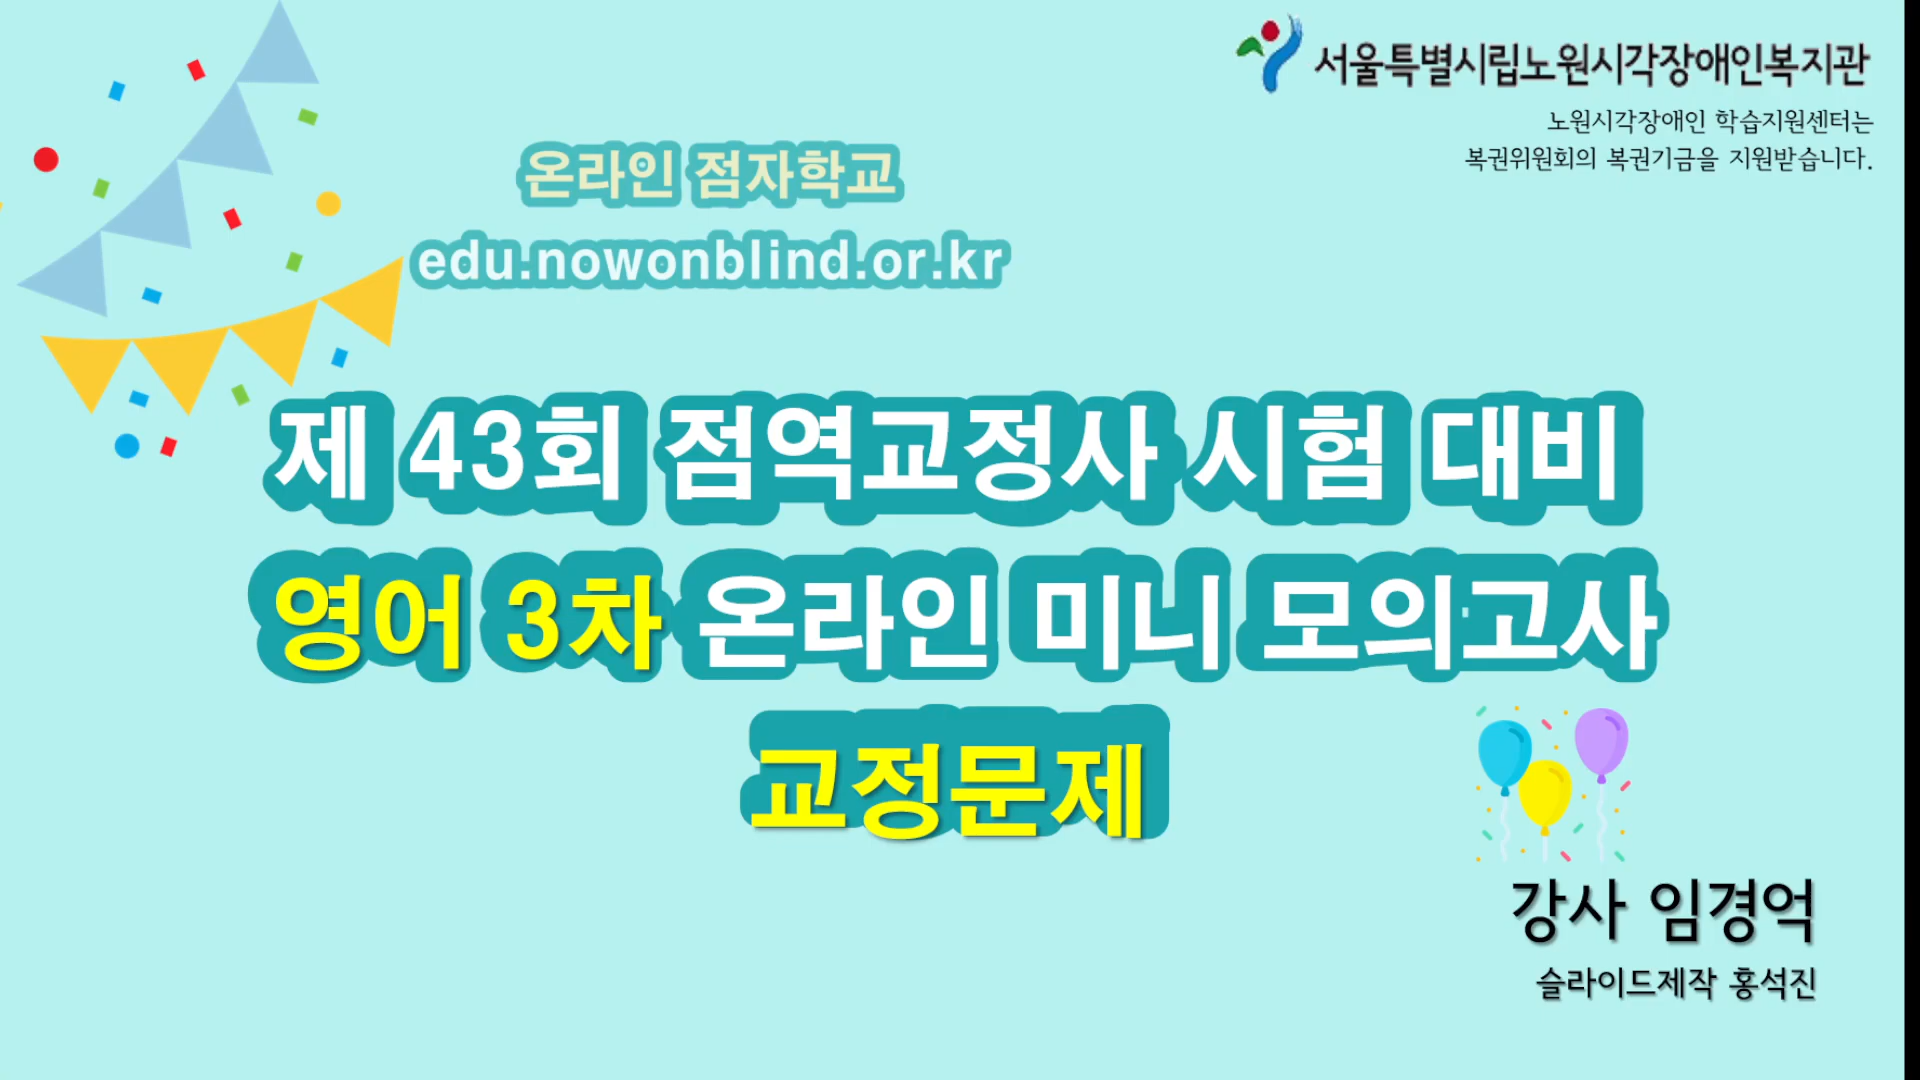 서울특별시립노원시각장애인복지관
노원시각장애인 학습지원센터는
복권위원회의 복권기금을 지원받습니다.
온라인 점자학교
edu.nowonblind.or.kr
제 43회 점역교정사 시험 대비
영어 3차 온라인 미니 모의고사
교정문제
강사 임경억
슬라이드제작 홍석진